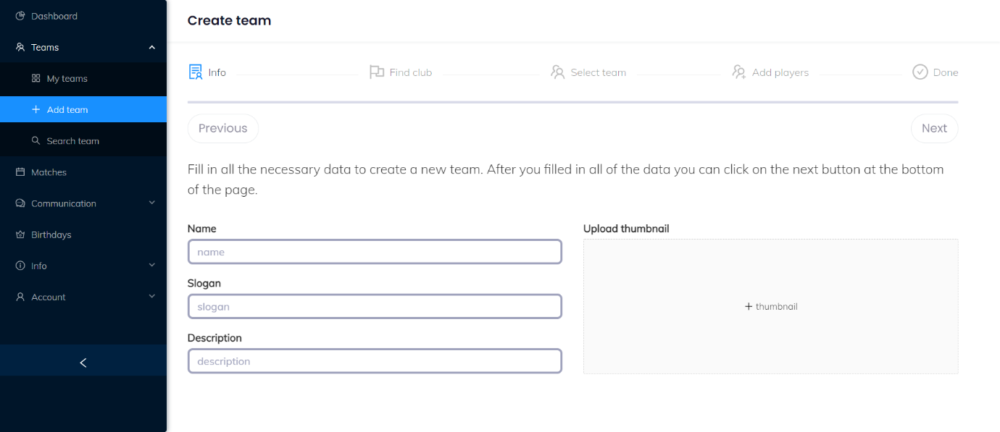 Dashboard
Teams
My teams
Add team
Search team
Matches
Communication
Birthdays
Info
Account
Create team
Info
Find club
Select team
Add players
Done
Previous
Next
Fill in all the necessary data to create a new team. After you filled in all of the data you can click on the next button at the bottom
of the page.
Name
name
Slogan
slogan
Description
description
Upload thumbnail
+ thumbnail